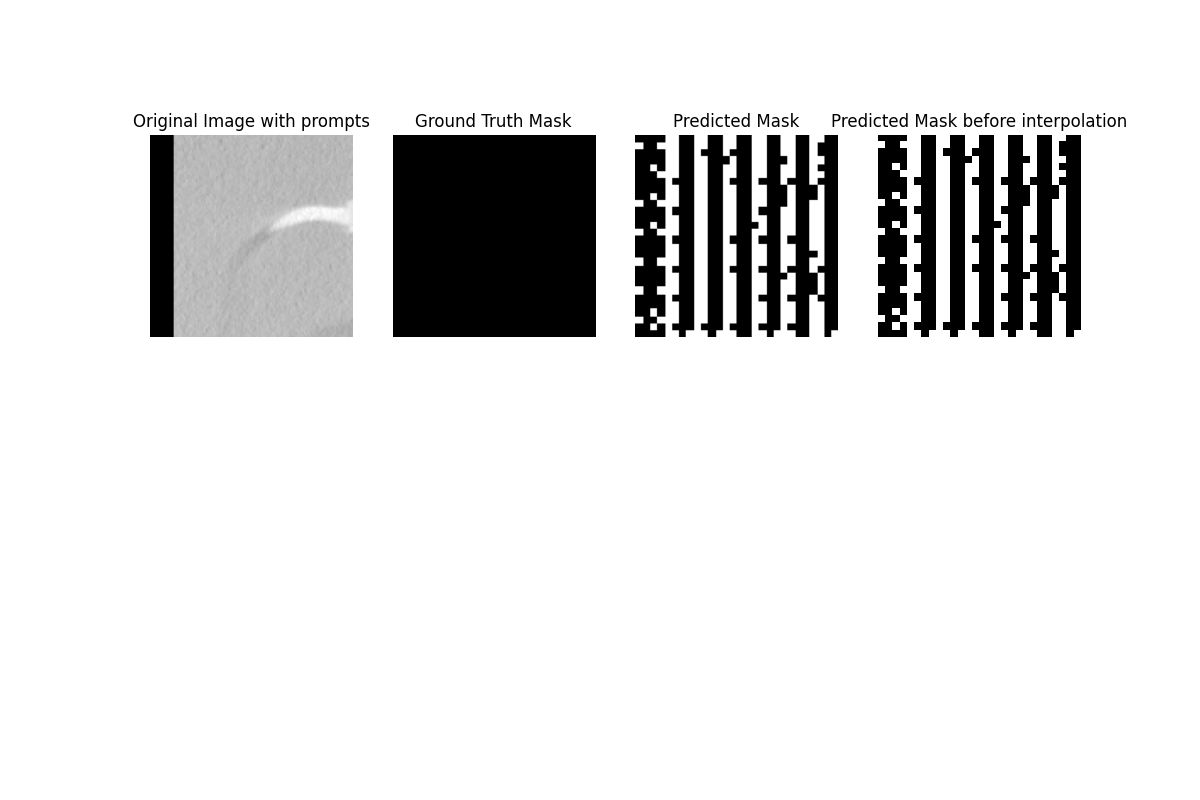 Original Image with prompts
Ground Truth Mask
Predicted Mask
Predicted Mask before interpolation